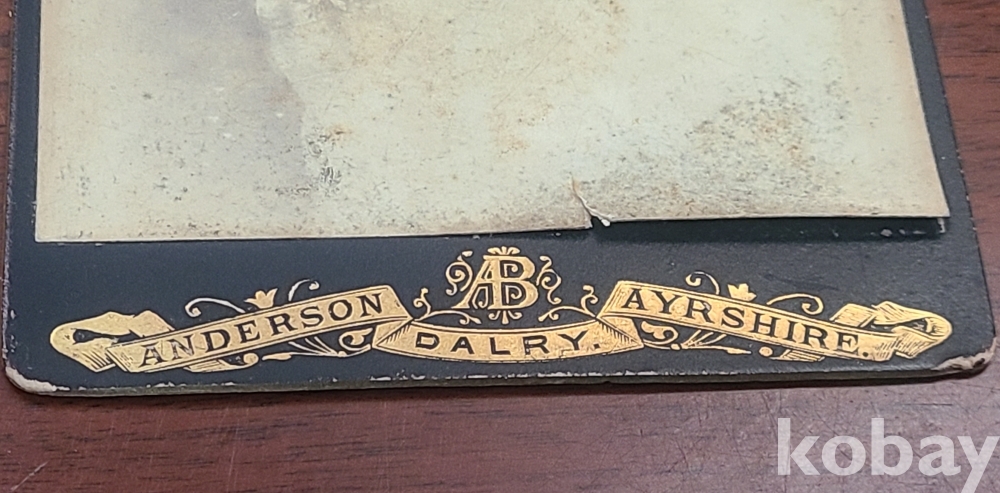 AB
ANDERSON DALRY. AYRSHIRE.
kobay